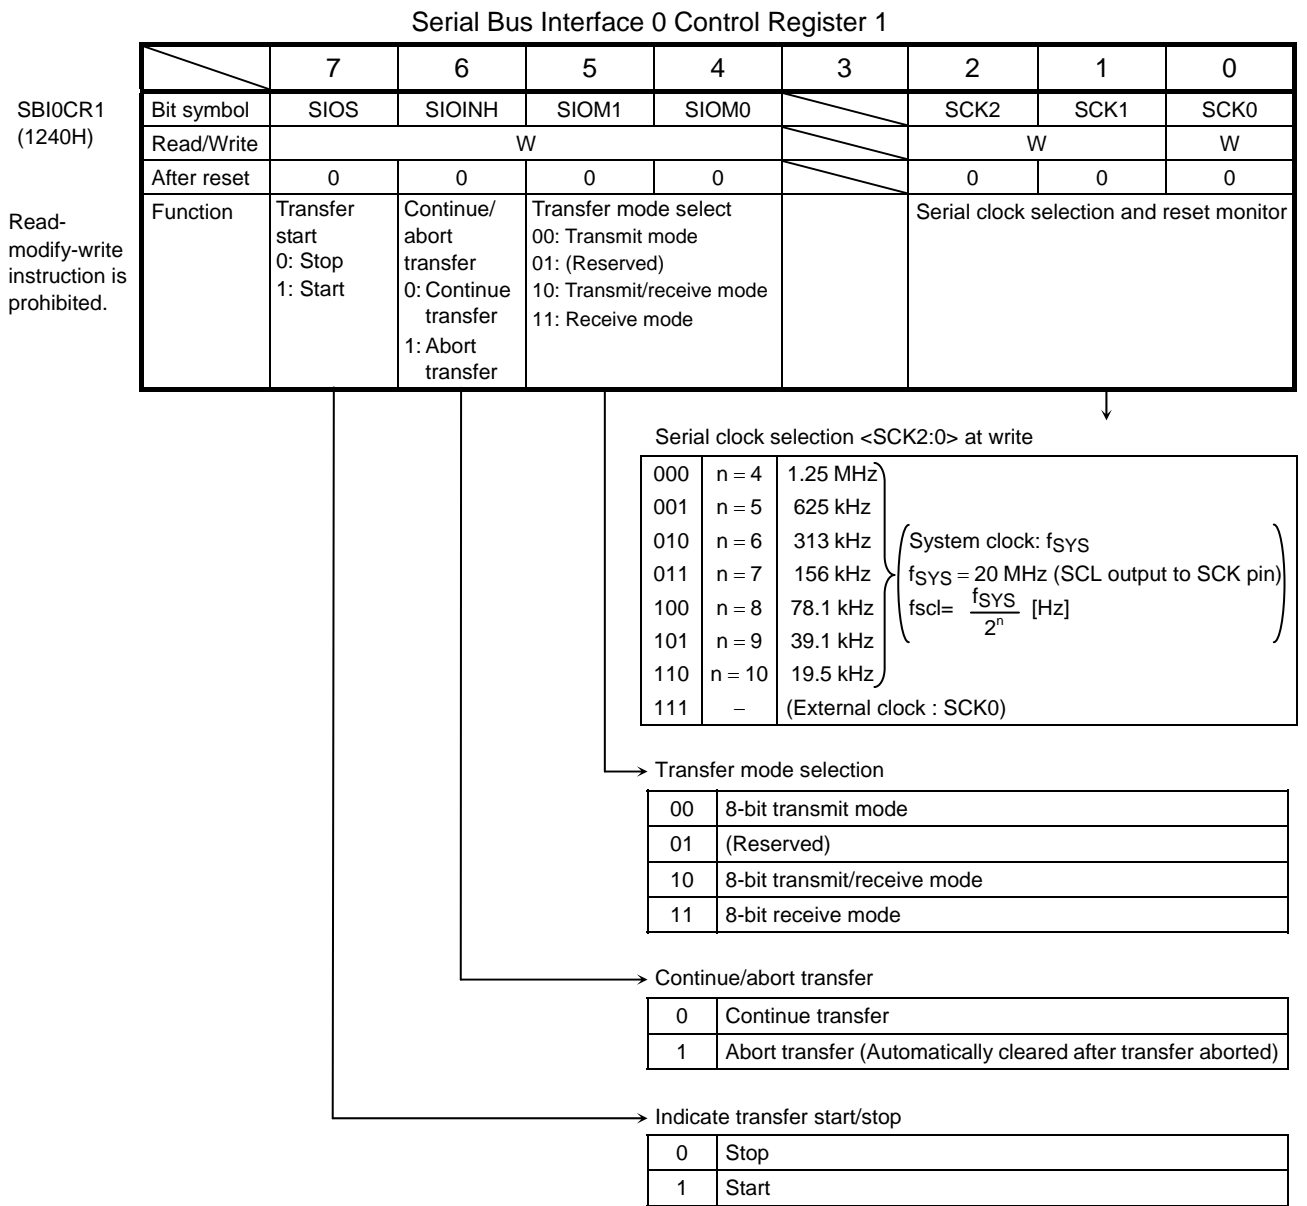 Serial Bus Interface 0 Control Register 1
7 6 5 4 3 2 1 0
SBI0CR1
(1240H)
Bit symbol SIOS SIOINH SIOM1 SIOM0 SCK2 SCK1 SCK0
Read/Write W W W
After reset 0 0 0 0 0 0 0
Read-
modify-write
instruction is
prohibited.
Function
Transfer
start
0: Stop
1: Start
Continue/
abort
transfer
0: Continue
transfer
1: Abort
transfer
Transfer mode select
00: Transmit mode
01: (Reserved)
10: Transmit/receive mode
11: Receive mode
Serial clock selection and reset monitor
Serial clock selection <SCK2:0> at write
000 n = 4 1.25 MHz
001 n = 5 625 kHz
010 n = 6 313 kHz
011 n = 7 156 kHz
100 n = 8 78.1 kHz
101 n = 9 39.1 kHz
110 n = 10 19.5 kHz
111 − (External clock : SCK0)
System clock: fSYS
fSYS = 20 MHz (SCL output to SCK pin)
fscl= fSYS/2^n [Hz]
Transfer mode selection
00 8-bit transmit mode
01 (Reserved)
10 8-bit transmit/receive mode
11 8-bit receive mode
Continue/abort transfer
0 Continue transfer
1 Abort transfer (Automatically cleared after transfer aborted)
Indicate transfer start/stop
0 Stop
1 Start